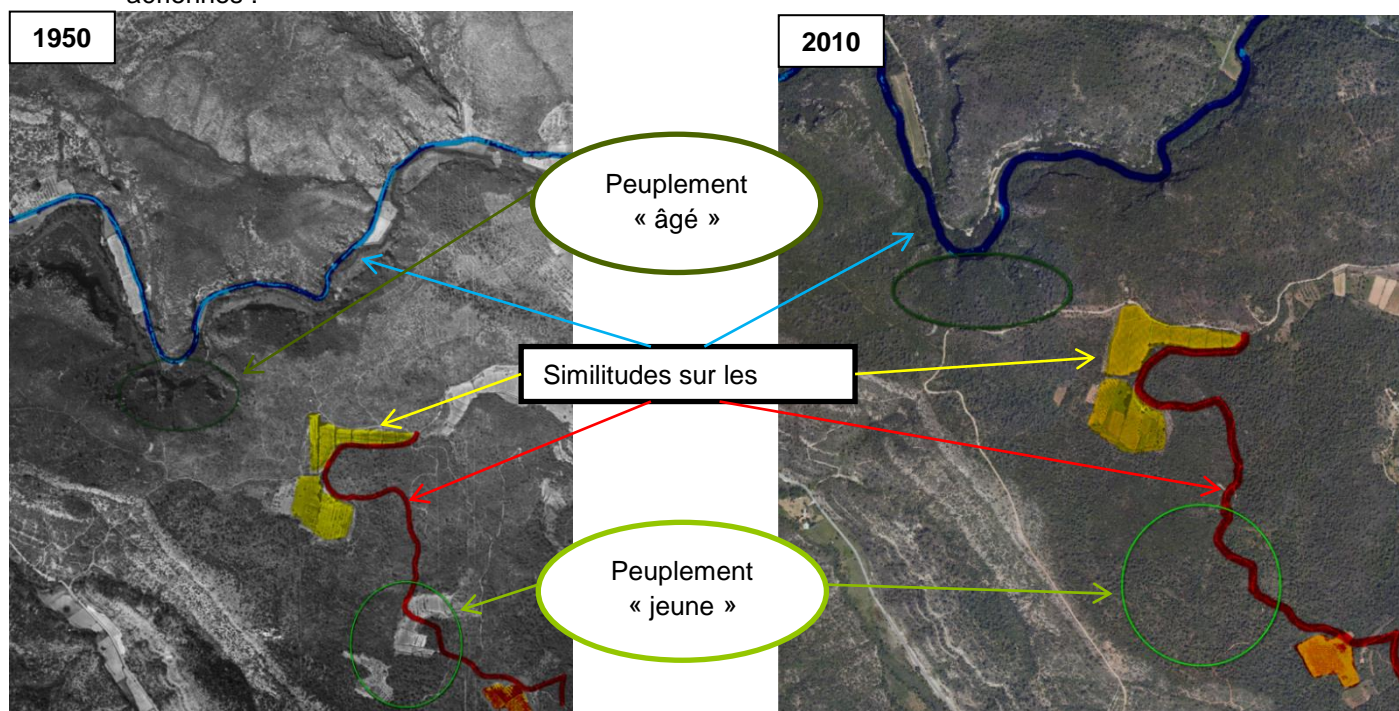 1950
2010
Peuplement
« âgé »
Similitudes sur les
Peuplement
« jeune »